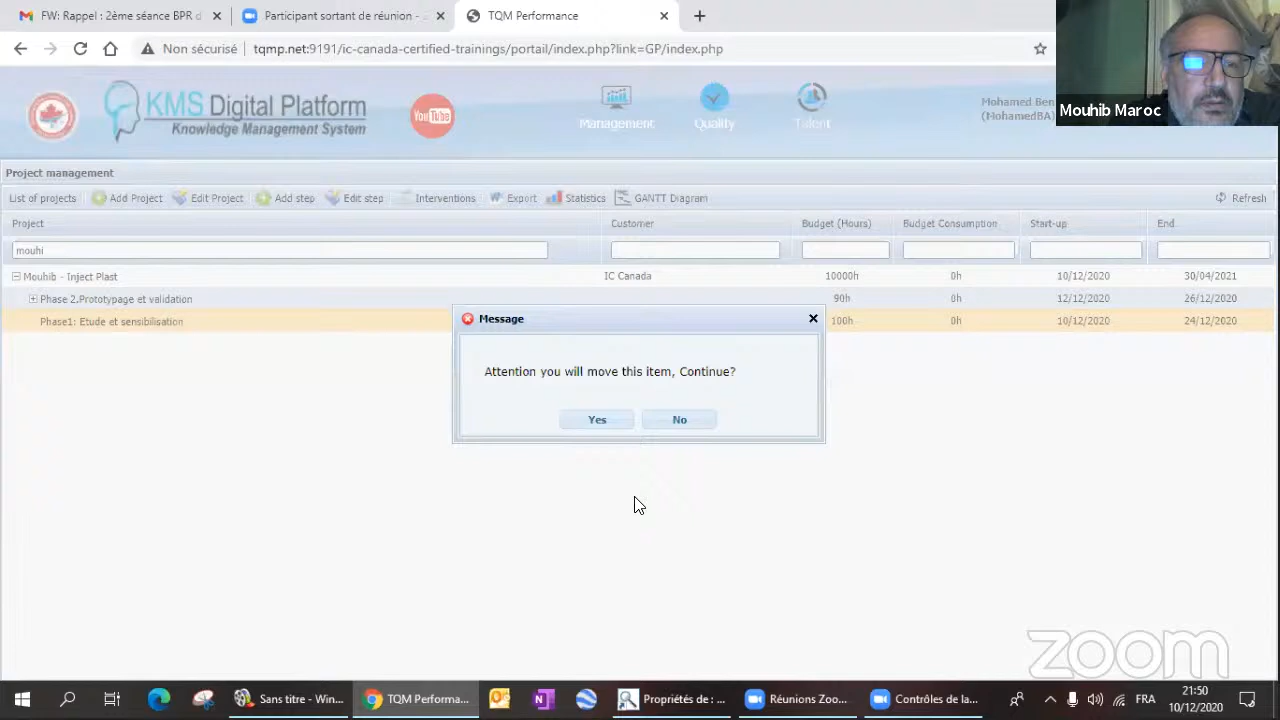 FW: Rappel : 2ème séance BPR d
Participant sortant de réunion -
TQM Performance
Non sécurisé
tqmp.net:9191/ic-canada-certified-trainings/portail/index.php?link=GP/index.php
KMS Digital Platform
Knowledge Management System
You Tube
Management
Quality
Talent
Mohamed Ben
(MohamedBA)
Mouhib Maroc
Project management
List of projects Add Project Edit Project Add step Edit step Interventions Export Statistics GANTT Diagram Refresh
Project Customer Budget (Hours) Budget Consumption Start-up End
mouhi
Mouhib - Inject Plast IC Canada 10000h 0h 10/12/2020 30/04/2021
Phase 2.Prototypage et validation 90h 0h 12/12/2020 26/12/2020
Phase1: Etude et sensibilisation 100h 0h 10/12/2020 24/12/2020
Message
Attention you will move this item, Continue?
Yes No
zoom
Sans titre - Win...
TQM Performa...
Propriétés de : ...
Réunions Zoo...
Contrôles de la...
FRA
21:50
10/12/2020